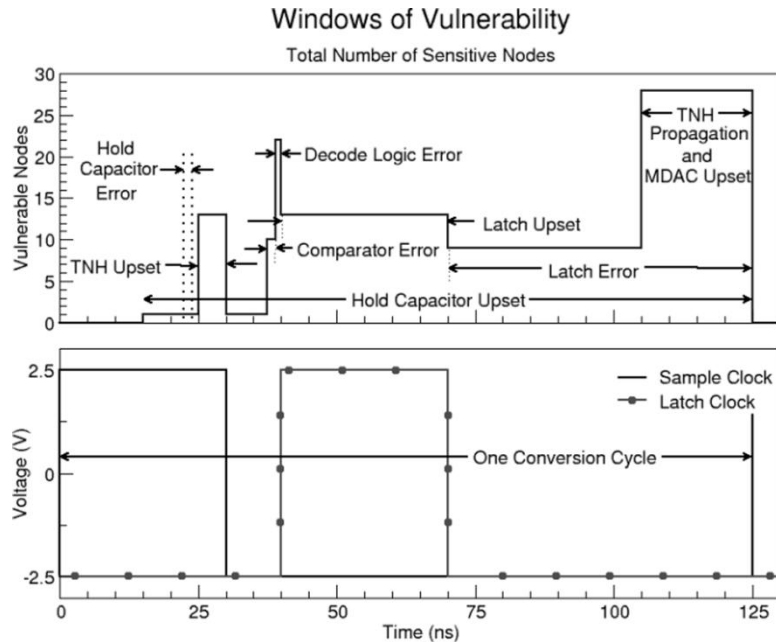 Windows of Vulnerability
Total Number of Sensitive Nodes
30
25
20
15
10
5
0
Vulnerable Nodes
Hold
Capacitor
Error
TNH Upset
Decode Logic Error
Comparator Error
Latch Upset
Latch Error
Hold Capacitor Upset
TNH
Propagation
and
MDAC Upset
2.5
0
-2.5
Voltage (V)
Sample Clock
Latch Clock
One Conversion Cycle
0
25
50
75
100
125
Time (ns)